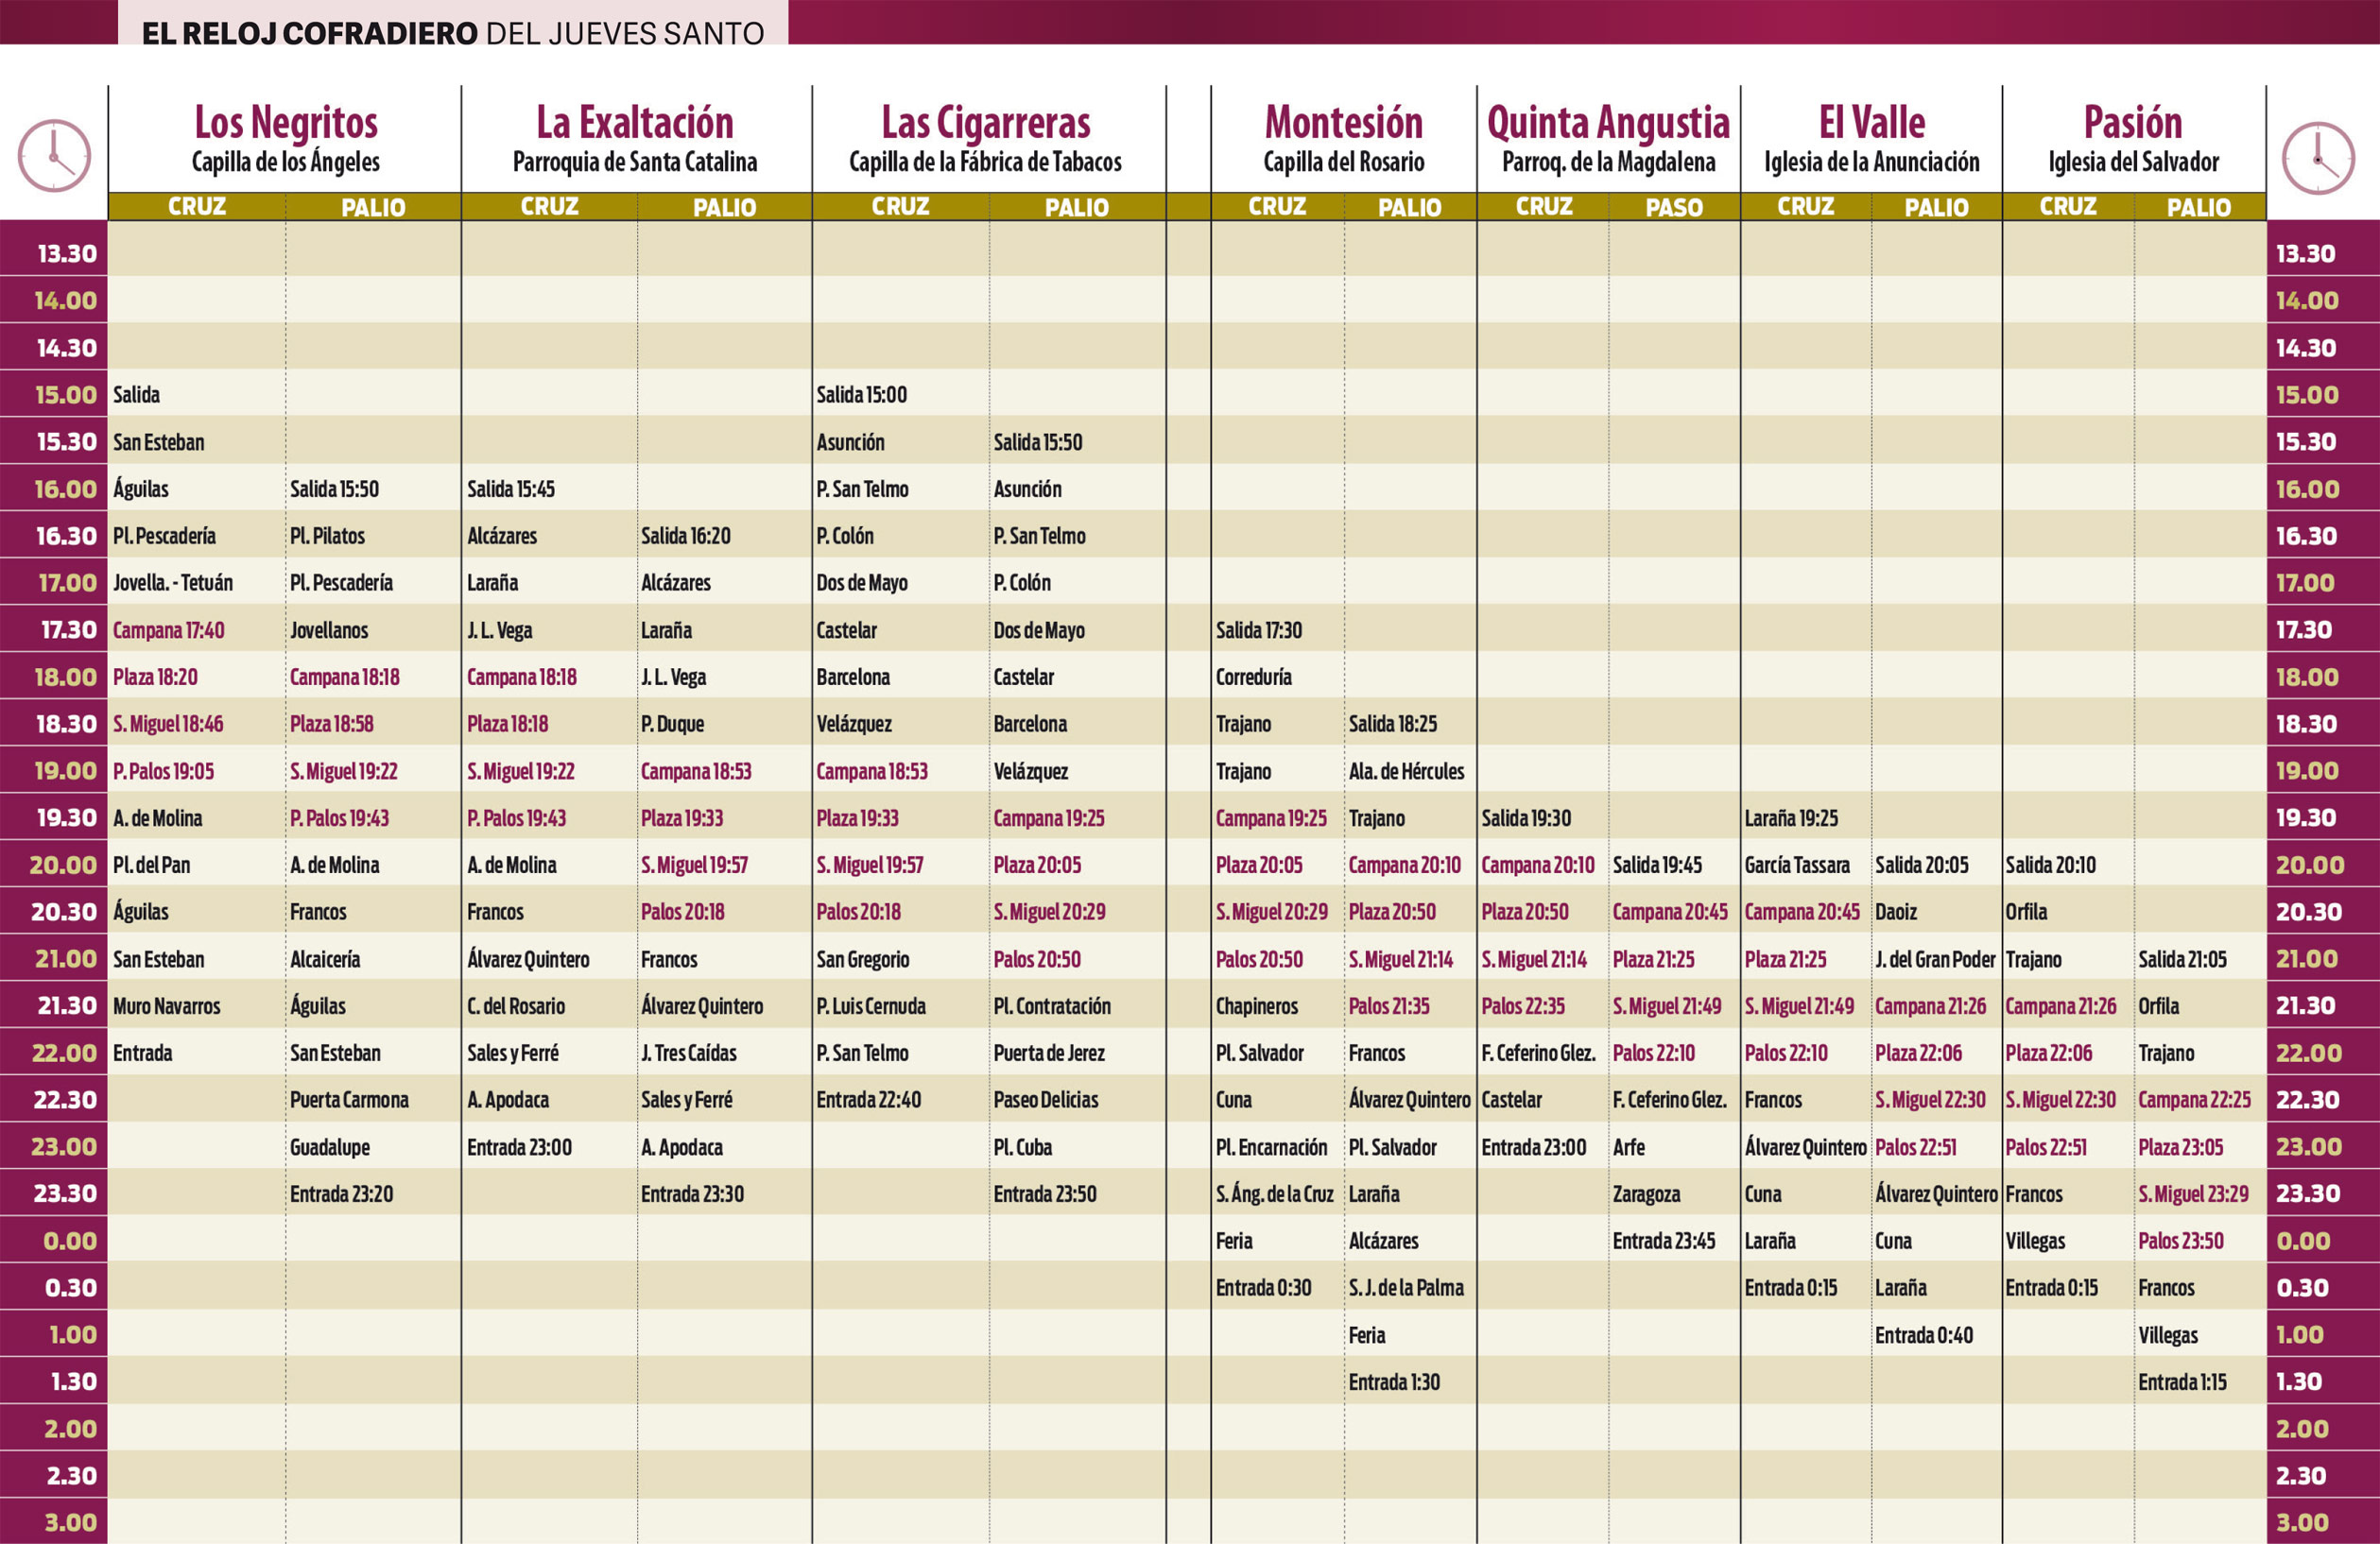 EL RELOJ COFRADIERO DEL JUEVES SANTO
Los Negritos La Exaltación Las Cigarreras Montesión Quinta Angustia El Valle Pasión
Capilla de los Ángeles Parroquia de Santa Catalina Capilla de la Fábrica de Tabacos Capilla del Rosario Parroq. de la Magdalena Iglesia de la Anunciación Iglesia del Salvador
CRUZ PALIO CRUZ PALIO CRUZ PALIO CRUZ PALIO CRUZ PASO CRUZ PALIO CRUZ PALIO
13.30 13.30
14.00 14.00
14.30 14.30
15.00 Salida Salida 15:00 15.00
15.30 San Esteban Asunción Salida 15:50 15.30
16.00 Águilas Salida 15:50 Salida 15:45 P. San Telmo Asunción 16.00
16.30 Pl. Pescadería Pl. Pilatos Alcázares Salida 16:20 P. Colón P. San Telmo 16.30
17.00 Jovella. - Tetuán Pl. Pescadería Laraña Alcázares Dos de Mayo P. Colón 17.00
17.30 Campana 17:40 Jovellanos J. L. Vega Laraña Castelar Dos de Mayo Salida 17:30 17.30
18.00 Plaza 18:20 Campana 18:18 Campana 18:18 J. L. Vega Barcelona Castelar Correduría 18.00
18.30 S. Miguel 18:46 Plaza 18:58 Plaza 18:18 P. Duque Velázquez Barcelona Trajano Salida 18:25 18.30
19.00 P. Palos 19:05 S. Miguel 19:22 S. Miguel 19:22 Campana 18:53 Campana 18:53 Velázquez Trajano Ala. de Hércules 19.00
19.30 A. de Molina P. Palos 19:43 P. Palos 19:43 Plaza 19:33 Plaza 19:33 Campana 19:25 Campana 19:25 Trajano Salida 19:30 Laraña 19:25 19.30
20.00 Pl. del Pan A. de Molina A. de Molina S. Miguel 19:57 S. Miguel 19:57 Plaza 20:05 Plaza 20:05 Campana 20:10 Campana 20:10 Salida 19:45 García Tassara Salida 20:05 Salida 20:10 20.00
20.30 Águilas Francos Francos Palos 20:18 Palos 20:18 S. Miguel 20:29 S. Miguel 20:29 Plaza 20:50 Plaza 20:50 Campana 20:45 Campana 20:45 Daoiz Orfila 20.30
21.00 San Esteban Alcaicería Álvarez Quintero Francos San Gregorio Palos 20:50 Palos 20:50 S. Miguel 21:14 S. Miguel 21:14 Plaza 21:25 Plaza 21:25 J. del Gran Poder Trajano Salida 21:05 21.00
21.30 Muro Navarros Águilas C. del Rosario Álvarez Quintero P. Luis Cernuda Pl. Contratación Chapineros Palos 21:35 Palos 22:35 S. Miguel 21:49 S. Miguel 21:49 Campana 21:26 Campana 21:26 Orfila 21.30
22.00 Entrada San Esteban Sales y Ferré J. Tres Caídas P. San Telmo Puerta de Jerez Pl. Salvador Francos F. Ceferino Glez. Palos 22:10 Palos 22:10 Plaza 22:06 Plaza 22:06 Trajano 22.00
22.30 Puerta Carmona A. Apodaca Sales y Ferré Entrada 22:40 Paseo Delicias Cuna Álvarez Quintero Castelar F. Ceferino Glez. Francos S. Miguel 22:30 S. Miguel 22:30 Campana 22:25 22.30
23.00 Guadalupe Entrada 23:00 A. Apodaca Pl. Cuba Pl. Encarnación Pl. Salvador Entrada 23:00 Arfe Álvarez Quintero Palos 22:51 Palos 22:51 Plaza 23:05 23.00
23.30 Entrada 23:20 Entrada 23:30 Entrada 23:50 S. Áng. de la Cruz Laraña Zaragoza Cuna Álvarez Quintero Francos S. Miguel 23:29 23.30
0.00 Feria Alcázares Entrada 23:45 Laraña Cuna Villegas Palos 23:50 0.00
0.30 Entrada 0:30 S. J. de la Palma Entrada 0:15 Laraña Entrada 0:15 Francos 0.30
1.00 Feria Entrada 0:40 Villegas 1.00
1.30 Entrada 1:30 Entrada 1:15 1.30
2.00 2.00
2.30 2.30
3.00 3.00